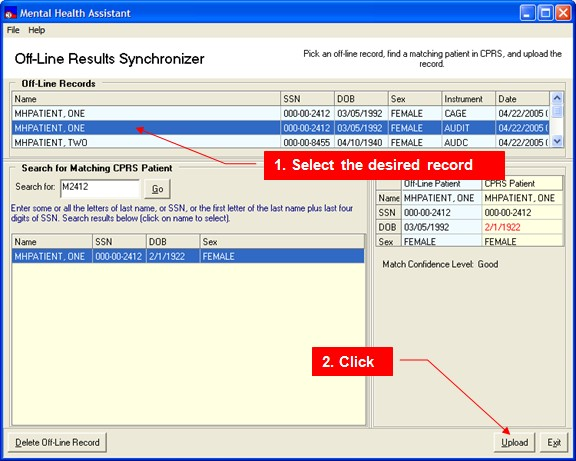 Mental Health Assistant
File Help
Off-Line Results Synchronizer
Pick an off-line record, find a matching patient in CPRS, and upload the
record.
Off-Line Records
Name SSN DOB Sex Instrument Date
MHPATIENT, ONE 000-00-2412 03/05/1992 FEMALE CAGE 04/22/2005 (
MHPATIENT, ONE 000-00-2412 03/05/1992 FEMALE AUDIT 04/22/2005 (
MHPATIENT, TWO 000-00-8455 04/10/1940 FEMALE AUDC 04/22/2005 (
1. Select the desired record
Search for Matching CPRS Patient
Search for: M2412 Go
Enter some or all the letters of last name, or SSN, or the first letter of the last name plus last four
digits of SSN. Search results below (click on name to select).
Name SSN DOB Sex
MHPATIENT, ONE 000-00-2412 2/1/1922 FEMALE
Off-Line Patient CPRS Patient
Name MHPATIENT, ONE MHPATIENT, ONE
SSN 000-00-2412 000-00-2412
DOB 03/05/1992 2/1/1922
Sex FEMALE FEMALE
Match Confidence Level: Good
2. Click
Delete Off-Line Record Upload Exit